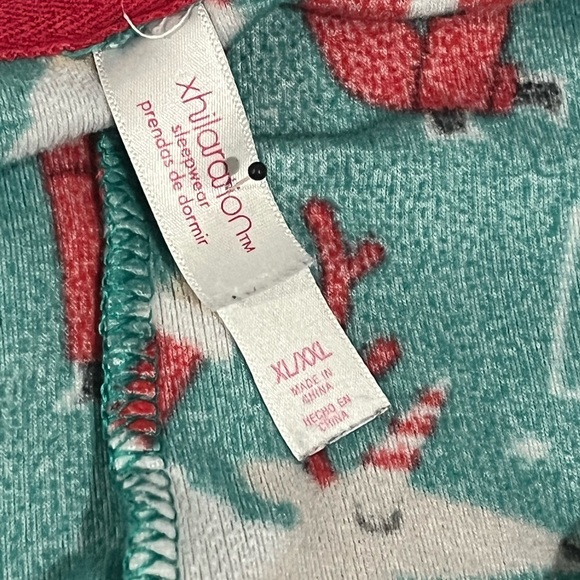 xhilaration™
sleepwear
prendas de dormir
XL/XXL
MADE IN
CHINA
HECHO EN
CHINA